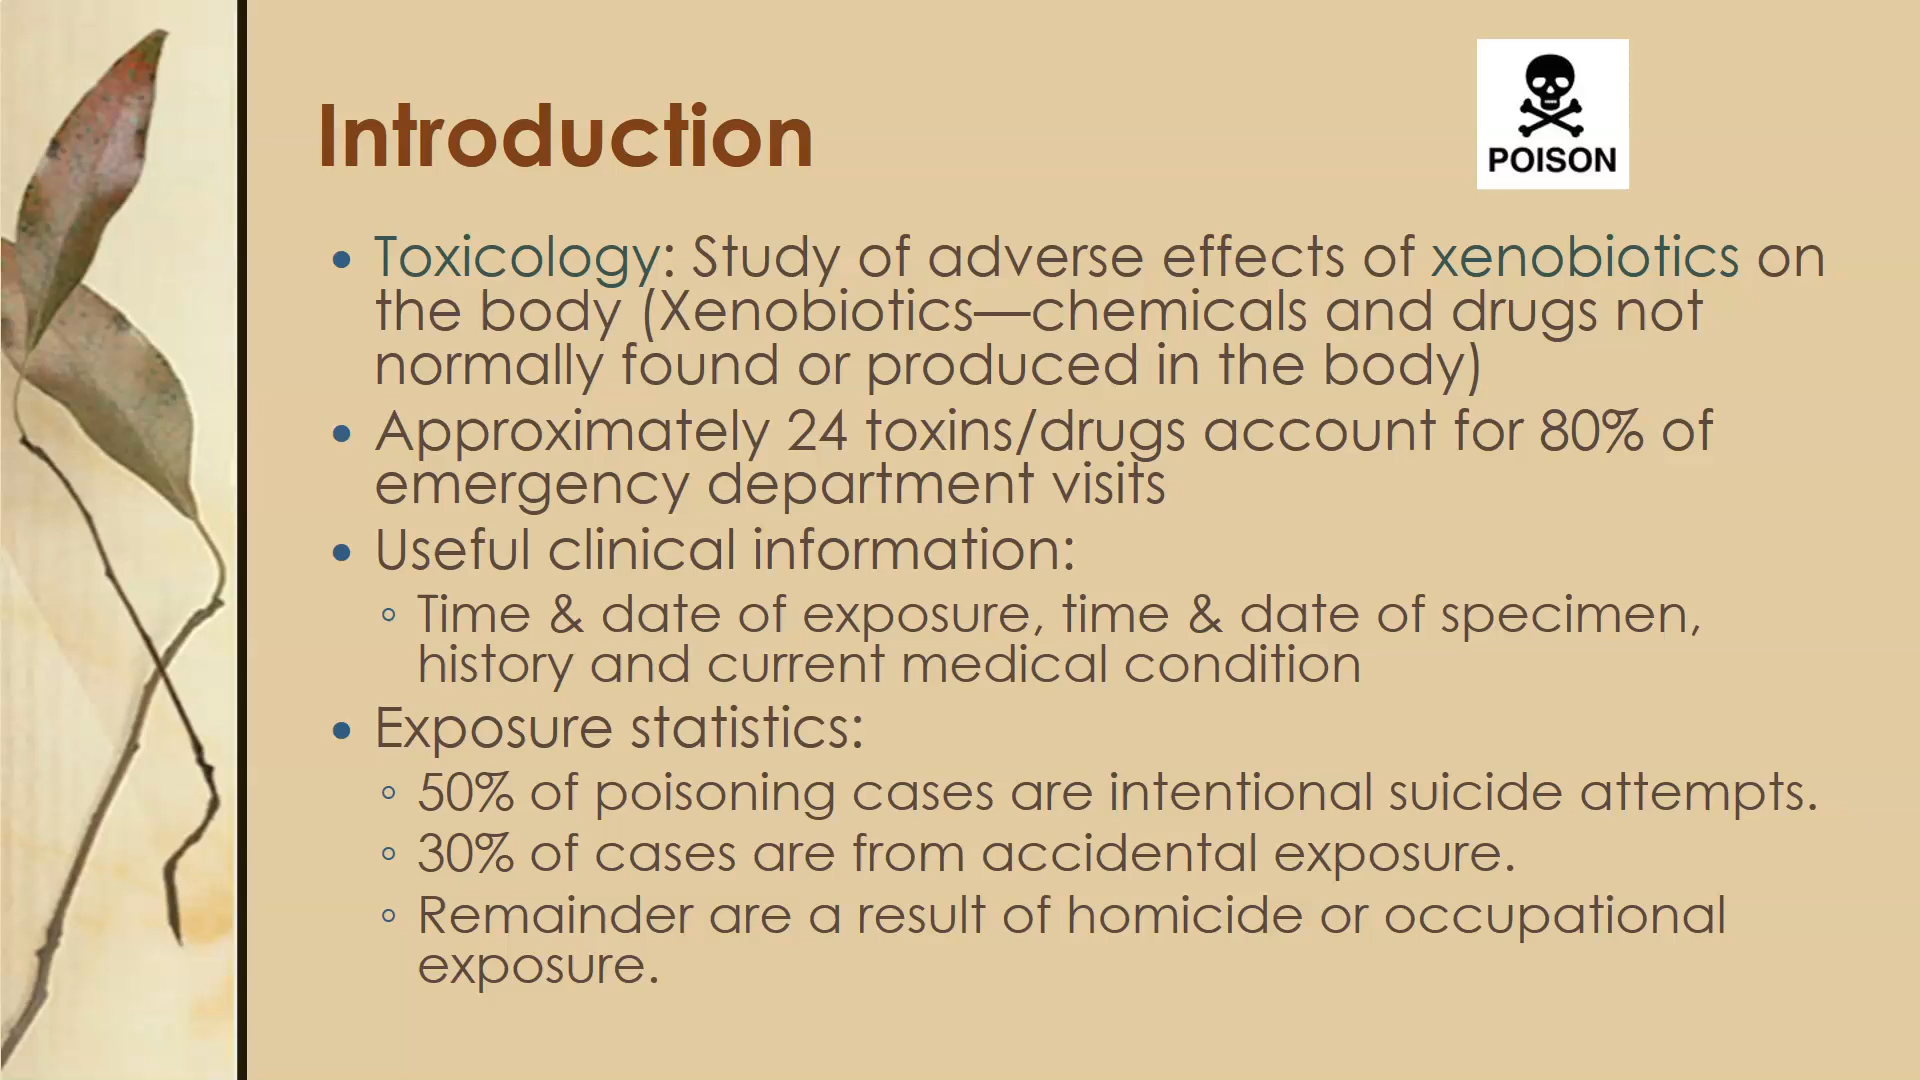 Introduction
POISON
• Toxicology: Study of adverse effects of xenobiotics on
the body (Xenobiotics—chemicals and drugs not
normally found or produced in the body)
• Approximately 24 toxins/drugs account for 80% of
emergency department visits
• Useful clinical information:
◦ Time & date of exposure, time & date of specimen,
history and current medical condition
• Exposure statistics:
◦ 50% of poisoning cases are intentional suicide attempts.
◦ 30% of cases are from accidental exposure.
◦ Remainder are a result of homicide or occupational
exposure.